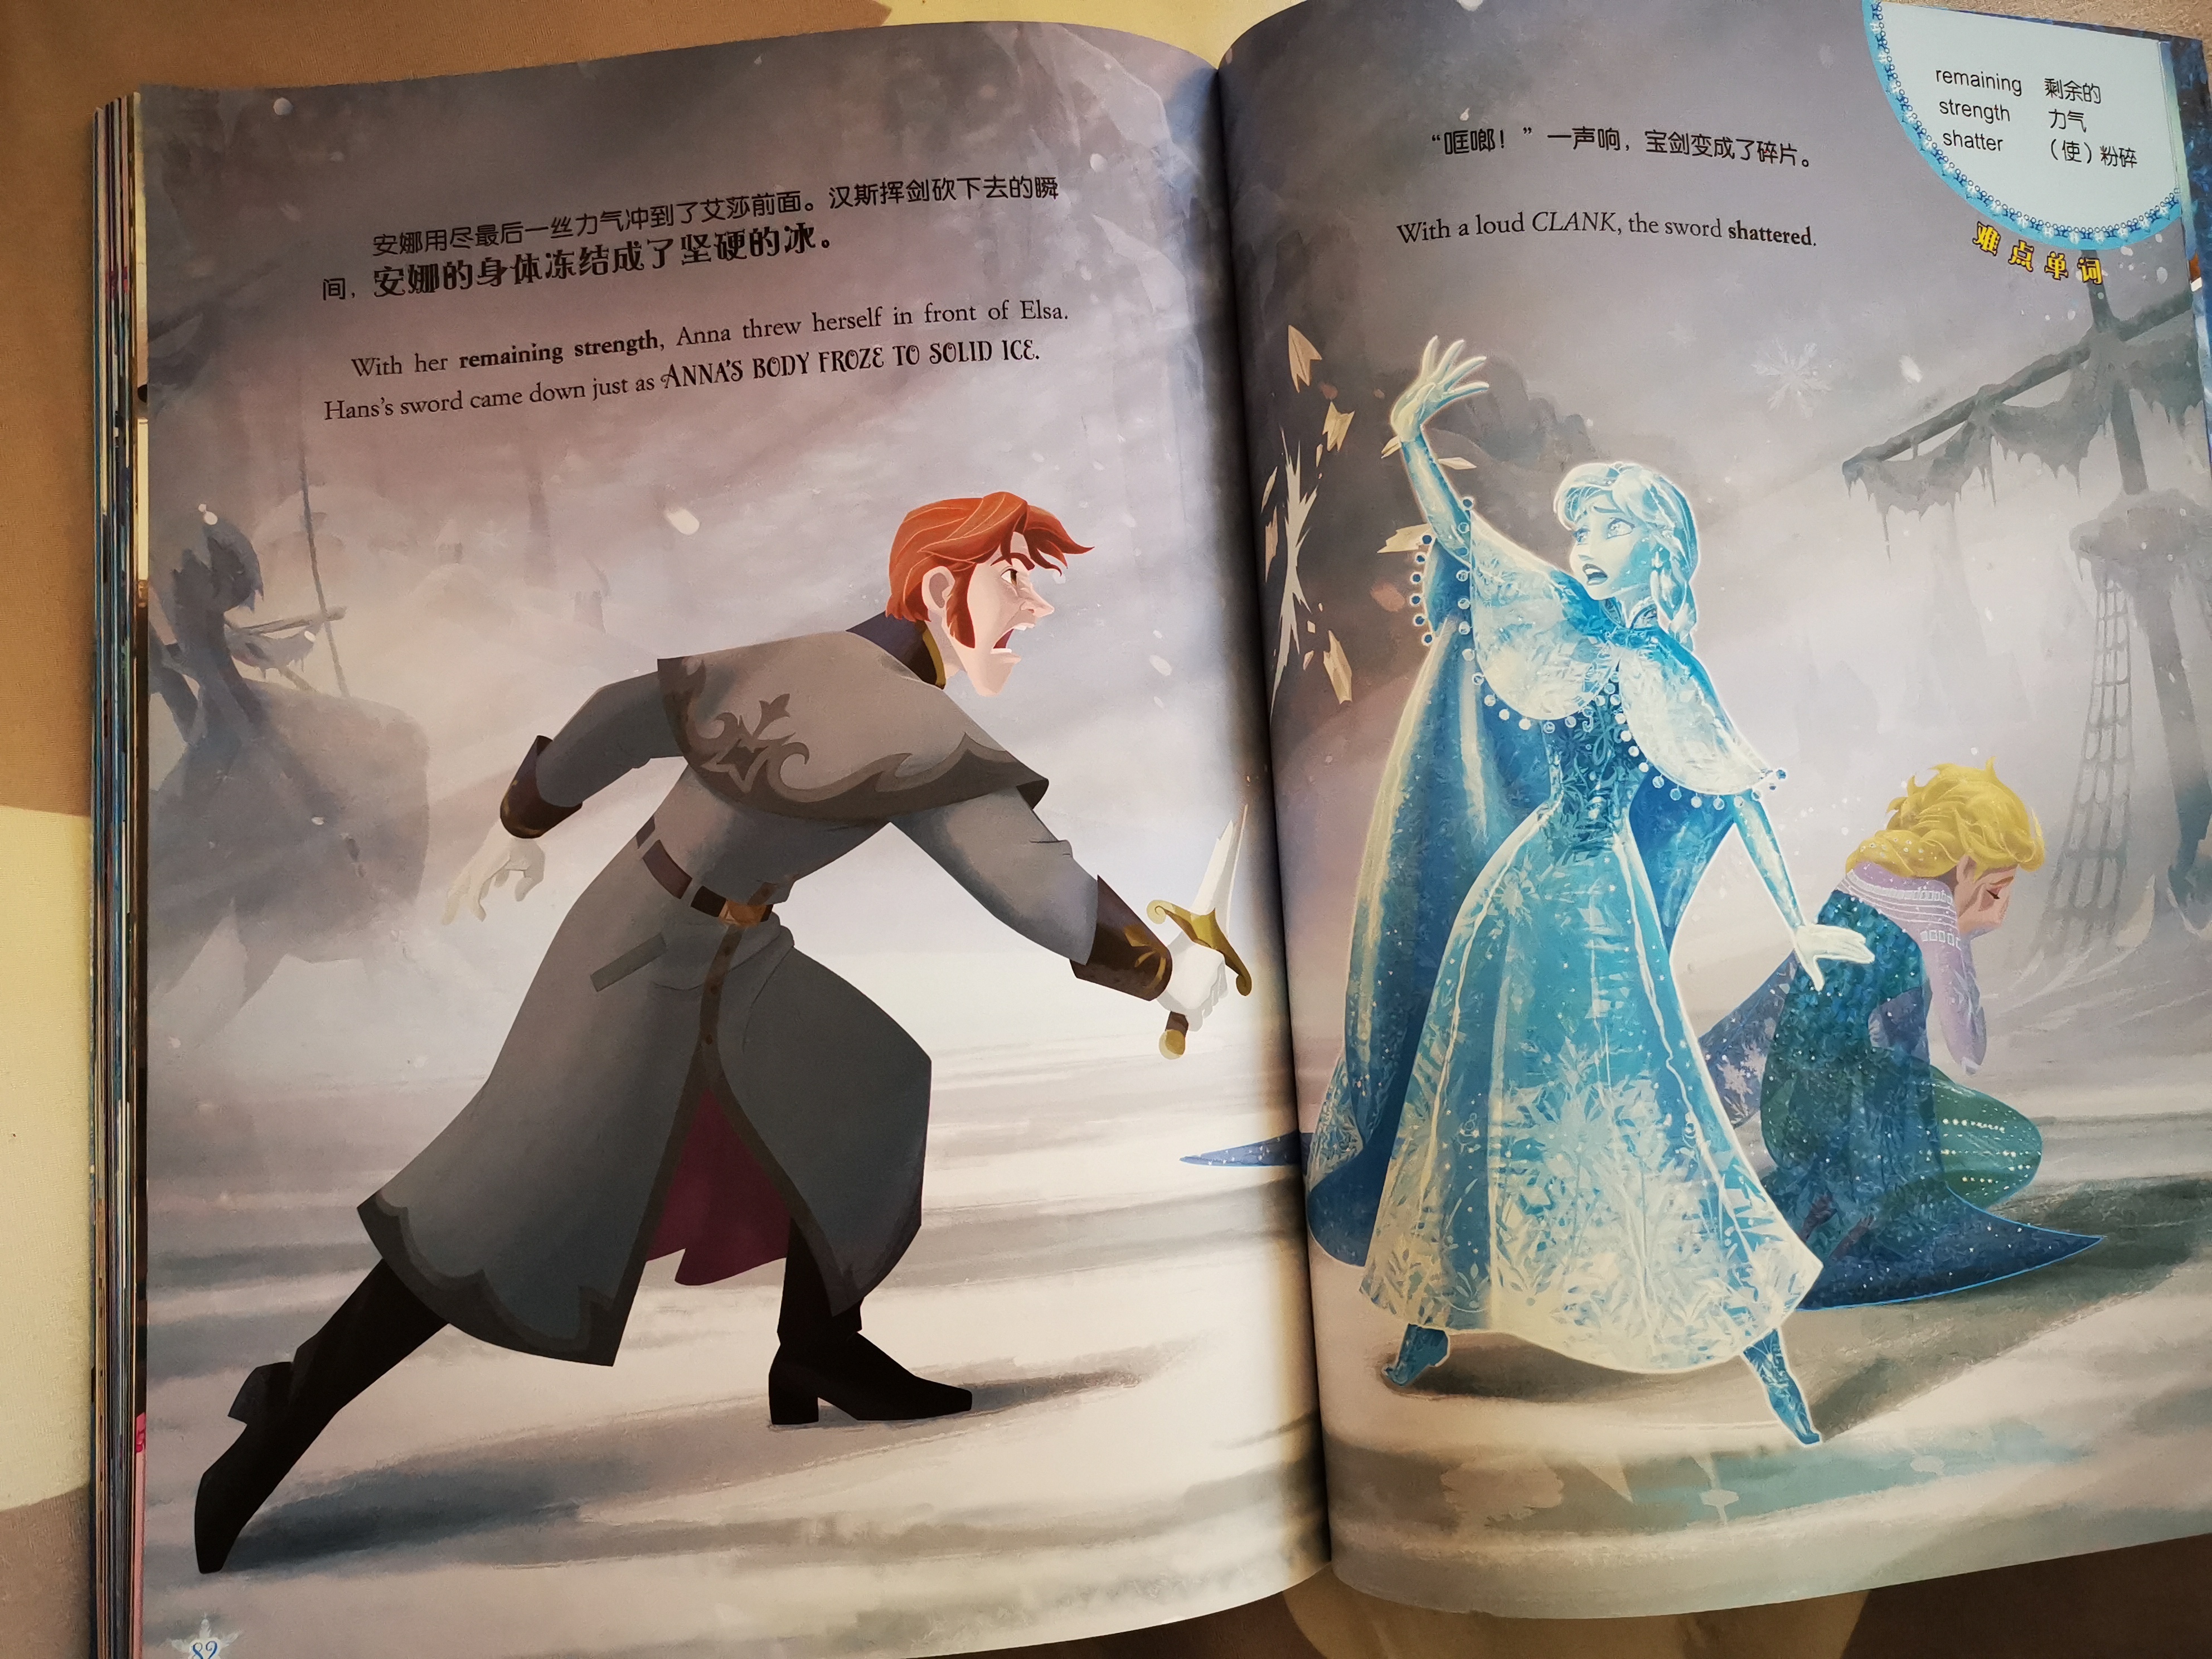 安娜用尽最后一丝力气冲到了艾莎前面。汉斯挥剑砍下去的瞬
间，安娜的身体冻结成了坚硬的冰。
With her remaining strength, Anna threw herself in front of Elsa.
Hans's sword came down just as ANNA'S BODY FROZE TO SOLID ICE.
82
“哐啷！”一声响，宝剑变成了碎片。
With a loud CLANK, the sword shattered.
remaining 剩余的
strength 力气
shatter （使）粉碎
难点单词